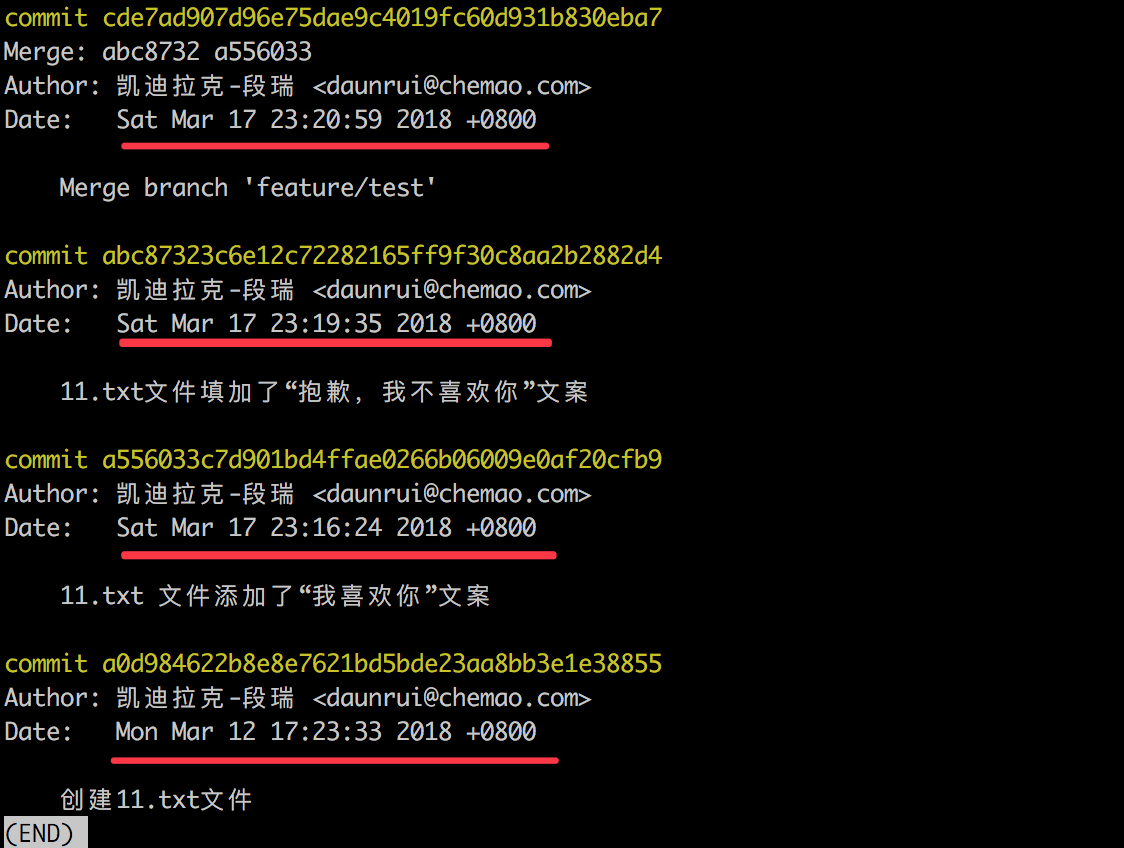 commit cde7ad907d96e75dae9c4019fc60d931b830eba7
Merge: abc8732 a556033
Author: 凯迪拉克-段瑞 <daunrui@chemao.com>
Date:   Sat Mar 17 23:20:59 2018 +0800
Merge branch 'feature/test'
commit abc87323c6e12c72282165ff9f30c8aa2b2882d4
Author: 凯迪拉克-段瑞 <daunrui@chemao.com>
Date:   Sat Mar 17 23:19:35 2018 +0800
11.txt文件填加了“抱歉，我不喜欢你”文案
commit a556033c7d901bd4ffae0266b06009e0af20cfb9
Author: 凯迪拉克-段瑞 <daunrui@chemao.com>
Date:   Sat Mar 17 23:16:24 2018 +0800
11.txt 文件添加了“我喜欢你”文案
commit a0d984622b8e8e7621bd5bde23aa8bb3e1e38855
Author: 凯迪拉克-段瑞 <daunrui@chemao.com>
Date:   Mon Mar 12 17:23:33 2018 +0800
创建11.txt文件
(END)